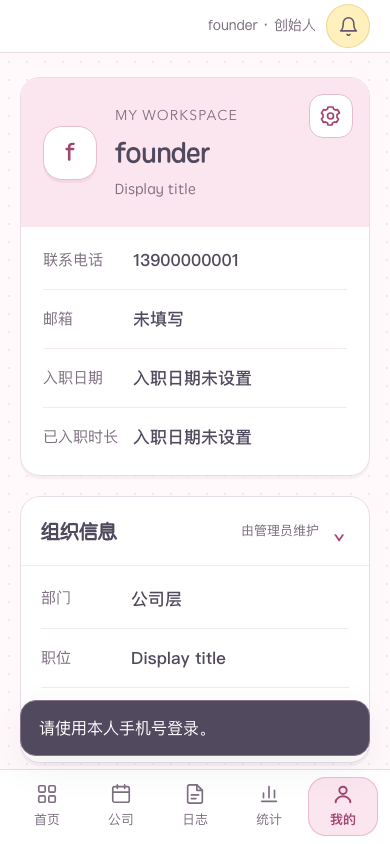 founder · 创始人
MY WORKSPACE
f
founder
Display title
联系电话 13900000001
邮箱 未填写
入职日期 入职日期未设置
已入职时长 入职日期未设置
组织信息 由管理员维护
部门 公司层
职位 Display title
请使用本人手机号登录。
首页 公司 日志 统计 我的